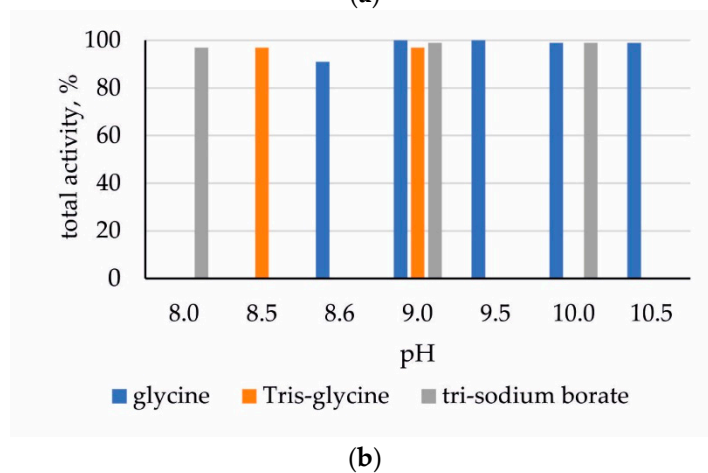 (a)
100
80
60
40
20
0
total activity, %
8.0 8.5 8.6 9.0 9.5 10.0 10.5
pH
glycine Tris-glycine tri-sodium borate
(b)